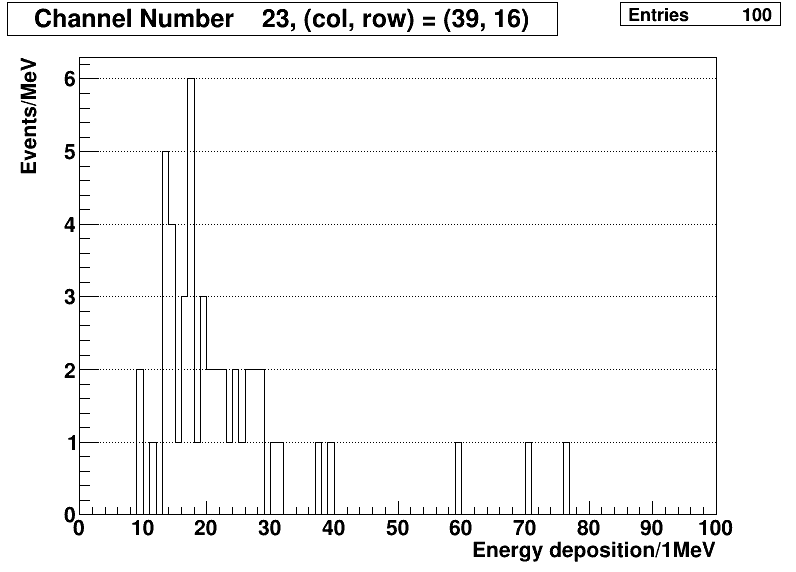 Channel Number 23, (col, row) = (39, 16)
Entries 100
Events/MeV
6
5
4
3
2
1
0
0 10 20 30 40 50 60 70 80 90 100
Energy deposition/1MeV